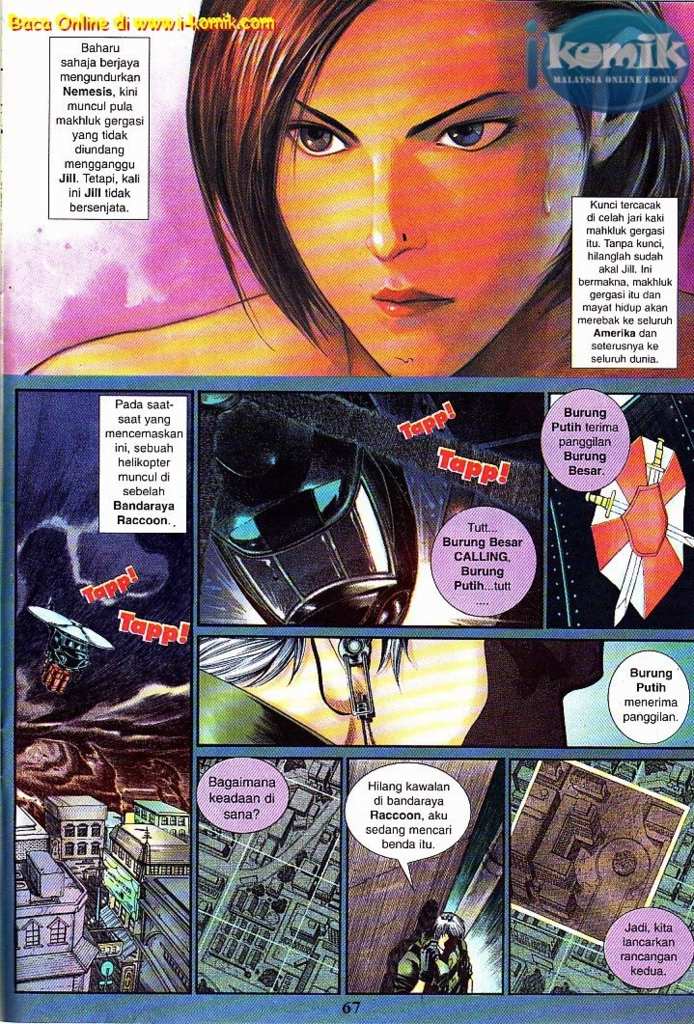 Baca Online di www.i-komik.com
i komik
MALAYSIA ONLINE KOMIK
Baharu
sahaja berjaya
mengundurkan
Nemesis, kini
muncul pula
makhluk gergasi
yang tidak
diundang
mengganggu
Jill. Tetapi, kali
ini Jill tidak
bersenjata.
Kunci tercacak
di celah jari kaki
mahkluk gergasi
itu. Tanpa kunci,
hilanglah sudah
akal Jill. Ini
bermakna, makhluk
gergasi itu dan
mayat hidup akan
merebak ke seluruh
Amerika dan
seterusnya ke
seluruh dunia.
Pada saat-
saat yang
mencemaskan
ini, sebuah
helikopter
muncul di
sebelah
Bandaraya
Raccoon.
Tapp!
Tapp!
Tapp!
Tapp!
Tutt...
Burung Besar
CALLING,
Burung
Putih...tutt
....
Burung
Putih terima
panggilan
Burung
Besar.
Burung
Putih
menerima
panggilan.
Bagaimana
keadaan di
sana?
Hilang kawalan
di bandaraya
Raccoon, aku
sedang mencari
benda itu.
Jadi, kita
lancarkan
rancangan
kedua.
67